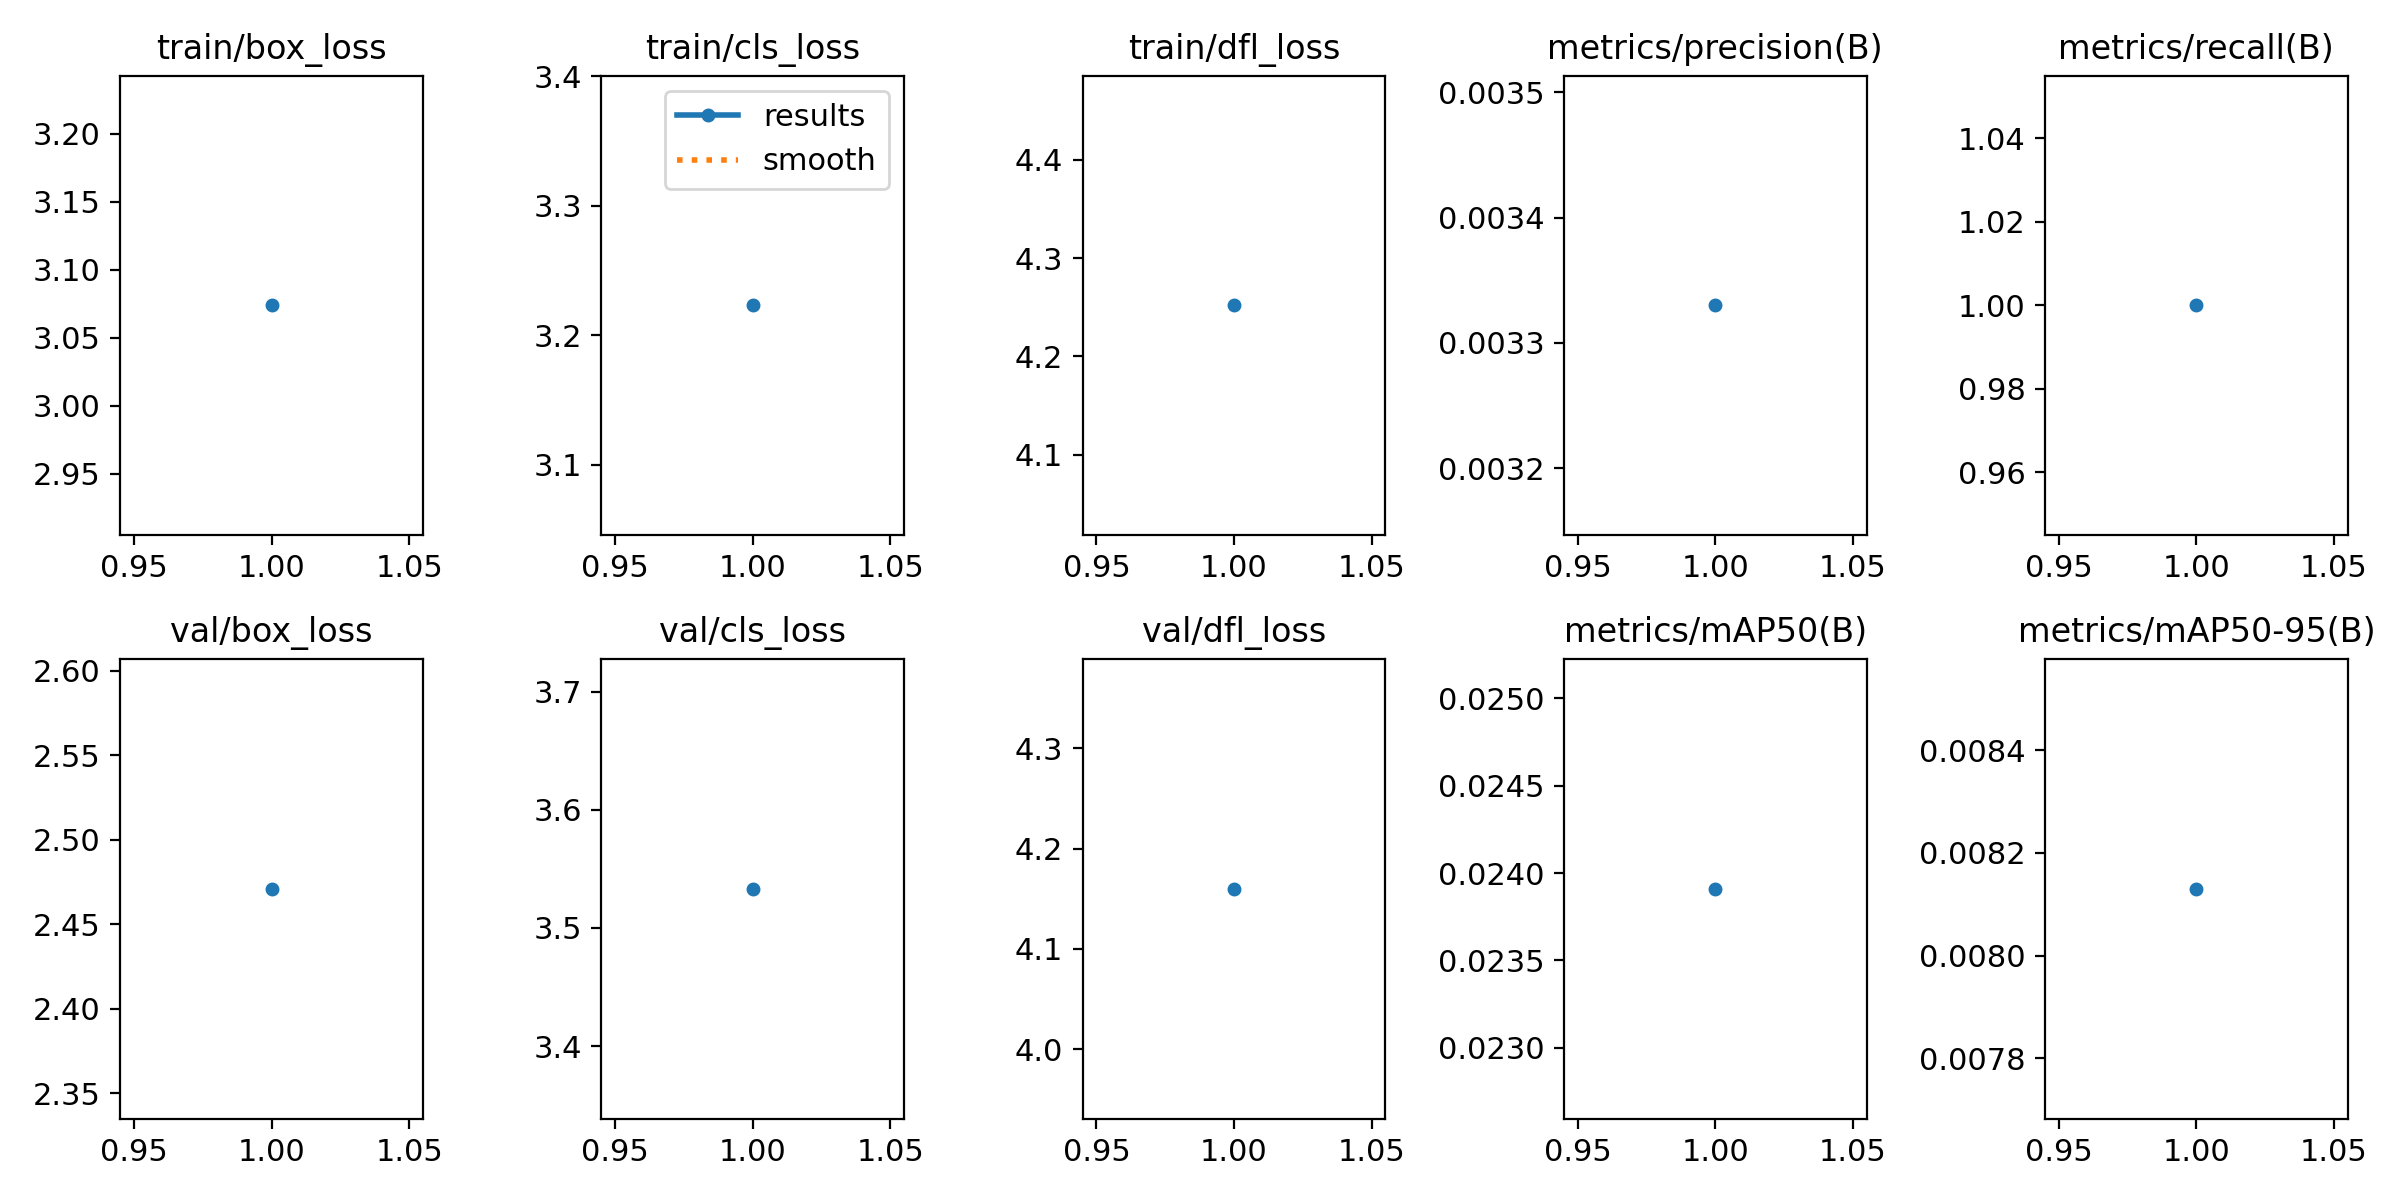 train/box_loss
3.20
3.15
3.10
3.05
3.00
2.95
0.95 1.00 1.05
train/cls_loss
results
smooth
3.4
3.3
3.2
3.1
0.95 1.00 1.05
train/dfl_loss
4.4
4.3
4.2
4.1
0.95 1.00 1.05
metrics/precision(B)
0.0035
0.0034
0.0033
0.0032
0.95 1.00 1.05
metrics/recall(B)
1.04
1.02
1.00
0.98
0.96
0.95 1.00 1.05
val/box_loss
2.60
2.55
2.50
2.45
2.40
2.35
0.95 1.00 1.05
val/cls_loss
3.7
3.6
3.5
3.4
0.95 1.00 1.05
val/dfl_loss
4.3
4.2
4.1
4.0
0.95 1.00 1.05
metrics/mAP50(B)
0.0250
0.0245
0.0240
0.0235
0.0230
0.95 1.00 1.05
metrics/mAP50-95(B)
0.0084
0.0082
0.0080
0.0078
0.95 1.00 1.05